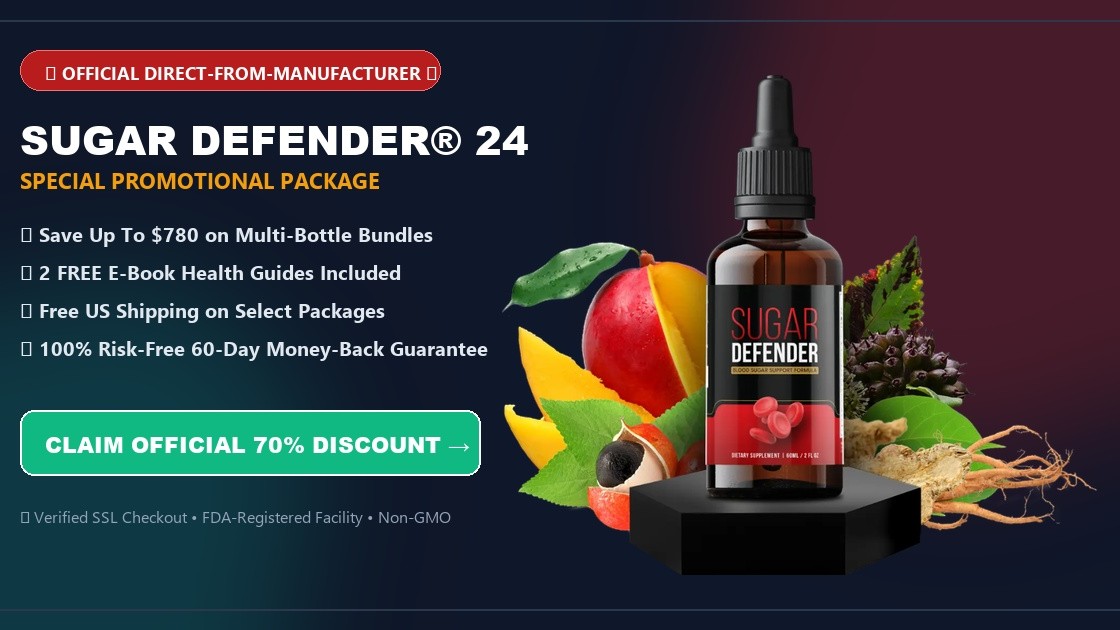 OFFICIAL DIRECT-FROM-MANUFACTURER
SUGAR DEFENDER® 24
SPECIAL PROMOTIONAL PACKAGE
Save Up To $780 on Multi-Bottle Bundles
2 FREE E-Book Health Guides Included
Free US Shipping on Select Packages
100% Risk-Free 60-Day Money-Back Guarantee
CLAIM OFFICIAL 70% DISCOUNT →
Verified SSL Checkout • FDA-Registered Facility • Non-GMO
SUGAR
DEFENDER
BLOOD SUGAR SUPPORT FORMULA
DIETARY SUPPLEMENT | 60ML / 2 FL OZ